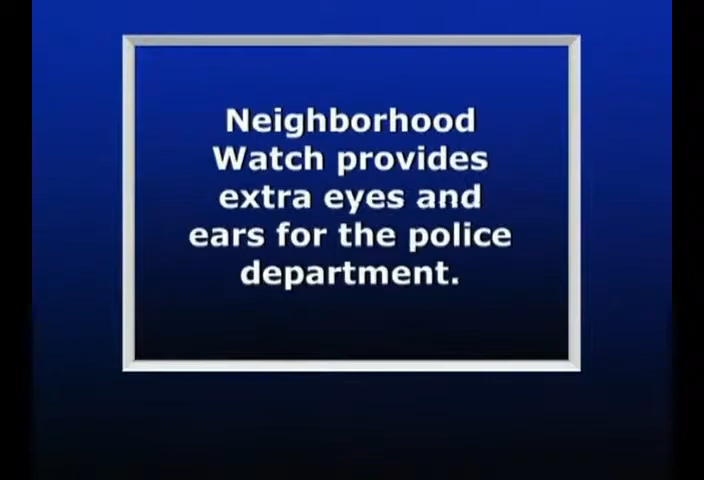 Neighborhood
Watch provides
extra eyes and
ears for the police
department.